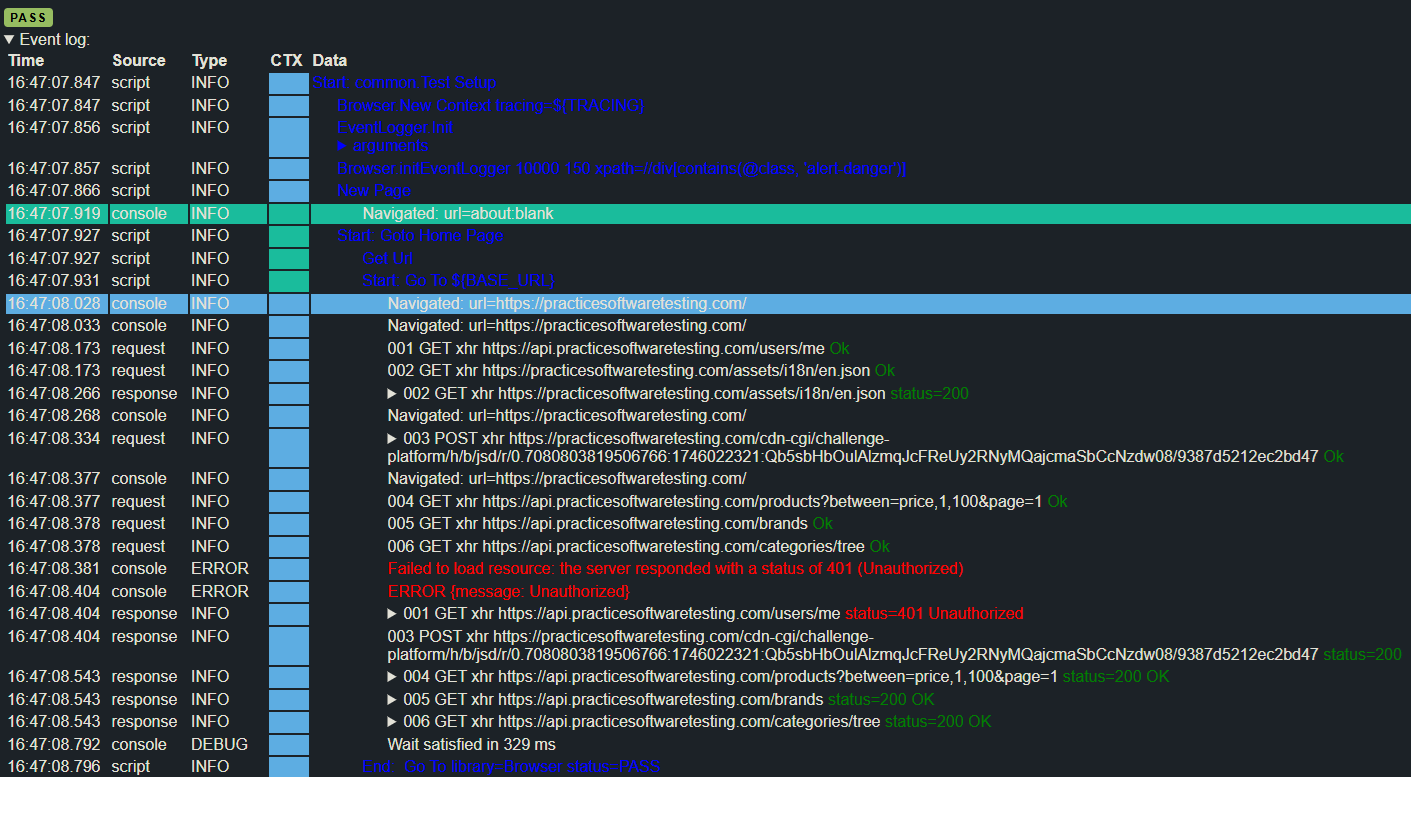 PASS
▼ Event log:
Time Source Type CTX Data
16:47:07.847 script INFO Start: common.Test Setup
16:47:07.847 script INFO Browser.New Context tracing: ${TRACING}
16:47:07.856 script INFO EventLogger.Init
▶ arguments
16:47:07.857 script INFO Browser.initEventLogger 10000 150 xpath=//div[contains(@class, 'alert-danger')]
16:47:07.866 script INFO New Page
16:47:07.919 console INFO Navigated: url=about:blank
16:47:07.927 script INFO Start: Goto Home Page
16:47:07.927 script INFO Get Url
16:47:07.931 script INFO Start: Go To ${BASE_URL}
16:47:08.028 console INFO Navigated: url=https://practicesoftwaretesting.com/
16:47:08.033 console INFO Navigated: url=https://practicesoftwaretesting.com/
16:47:08.173 request INFO 001 GET xhr https://api.practicesoftwaretesting.com/users/me Ok
16:47:08.173 request INFO 002 GET xhr https://practicesoftwaretesting.com/assets/i18n/en.json Ok
16:47:08.266 response INFO ▶ 002 GET xhr https://practicesoftwaretesting.com/assets/i18n/en.json status=200
16:47:08.268 console INFO Navigated: url=https://practicesoftwaretesting.com/
16:47:08.334 request INFO ▶ 003 POST xhr https://practicesoftwaretesting.com/cdn-cgi/challenge-
platform/h/b/jsd/r/0.7080803819506766:1746022321:Qb5sbHbOulAlzmqJcFReUy2RNyMQajcmaSbCcNzdw08/9387d5212ec2bd47 Ok
16:47:08.377 console INFO Navigated: url=https://practicesoftwaretesting.com/
16:47:08.377 request INFO 004 GET xhr https://api.practicesoftwaretesting.com/products?between=price,1,100&page=1 Ok
16:47:08.378 request INFO 005 GET xhr https://api.practicesoftwaretesting.com/brands Ok
16:47:08.378 request INFO 006 GET xhr https://api.practicesoftwaretesting.com/categories/tree Ok
16:47:08.381 console ERROR Failed to load resource: the server responded with a status of 401 (Unauthorized)
16:47:08.404 console ERROR ERROR {message: Unauthorized}
16:47:08.404 response INFO ▶ 001 GET xhr https://api.practicesoftwaretesting.com/users/me status=401 Unauthorized
16:47:08.404 response INFO 003 POST xhr https://practicesoftwaretesting.com/cdn-cgi/challenge-
platform/h/b/jsd/r/0.7080803819506766:1746022321:Qb5sbHbOulAlzmqJcFReUy2RNyMQajcmaSbCcNzdw08/9387d5212ec2bd47 status=200
16:47:08.543 response INFO ▶ 004 GET xhr https://api.practicesoftwaretesting.com/products?between=price,1,100&page=1 status=200 OK
16:47:08.543 response INFO ▶ 005 GET xhr https://api.practicesoftwaretesting.com/brands status=200 OK
16:47:08.543 response INFO ▶ 006 GET xhr https://api.practicesoftwaretesting.com/categories/tree status=200 OK
16:47:08.792 console DEBUG Wait satisfied in 329 ms
16:47:08.796 script INFO End: Go To library=Browser status=PASS